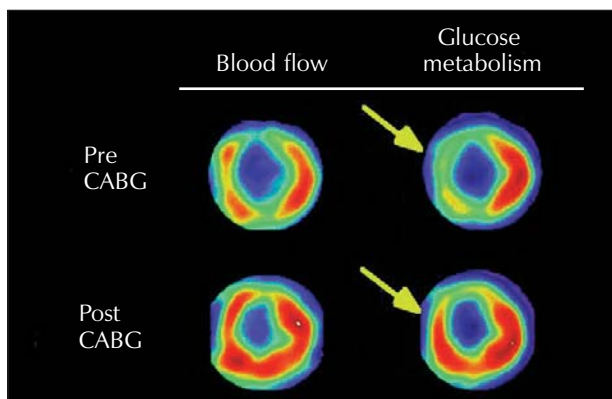 Blood flow
Glucose
metabolism
Pre
CABG
Post
CABG